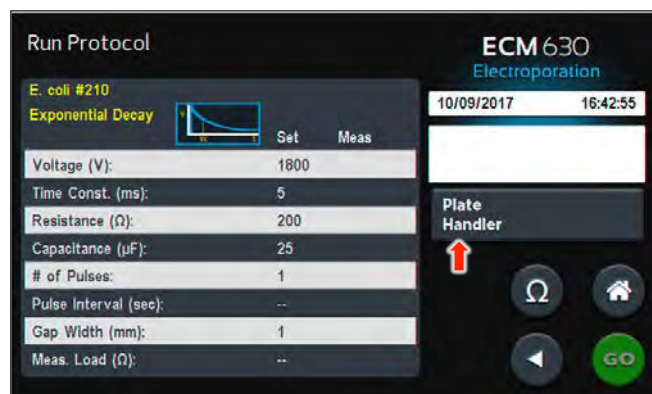 Run Protocol
E. coli #210
Exponential Decay
Set Meas
Voltage (V): 1800
Time Const. (ms): 5
Resistance (Ω): 200
Capacitance (µF): 25
# of Pulses: 1
Pulse Interval (sec): --
Gap Width (mm): 1
Meas. Load (Ω): --
ECM 630
Electroporation
10/09/2017 16:42:55
Plate
Handler
Ω
GO